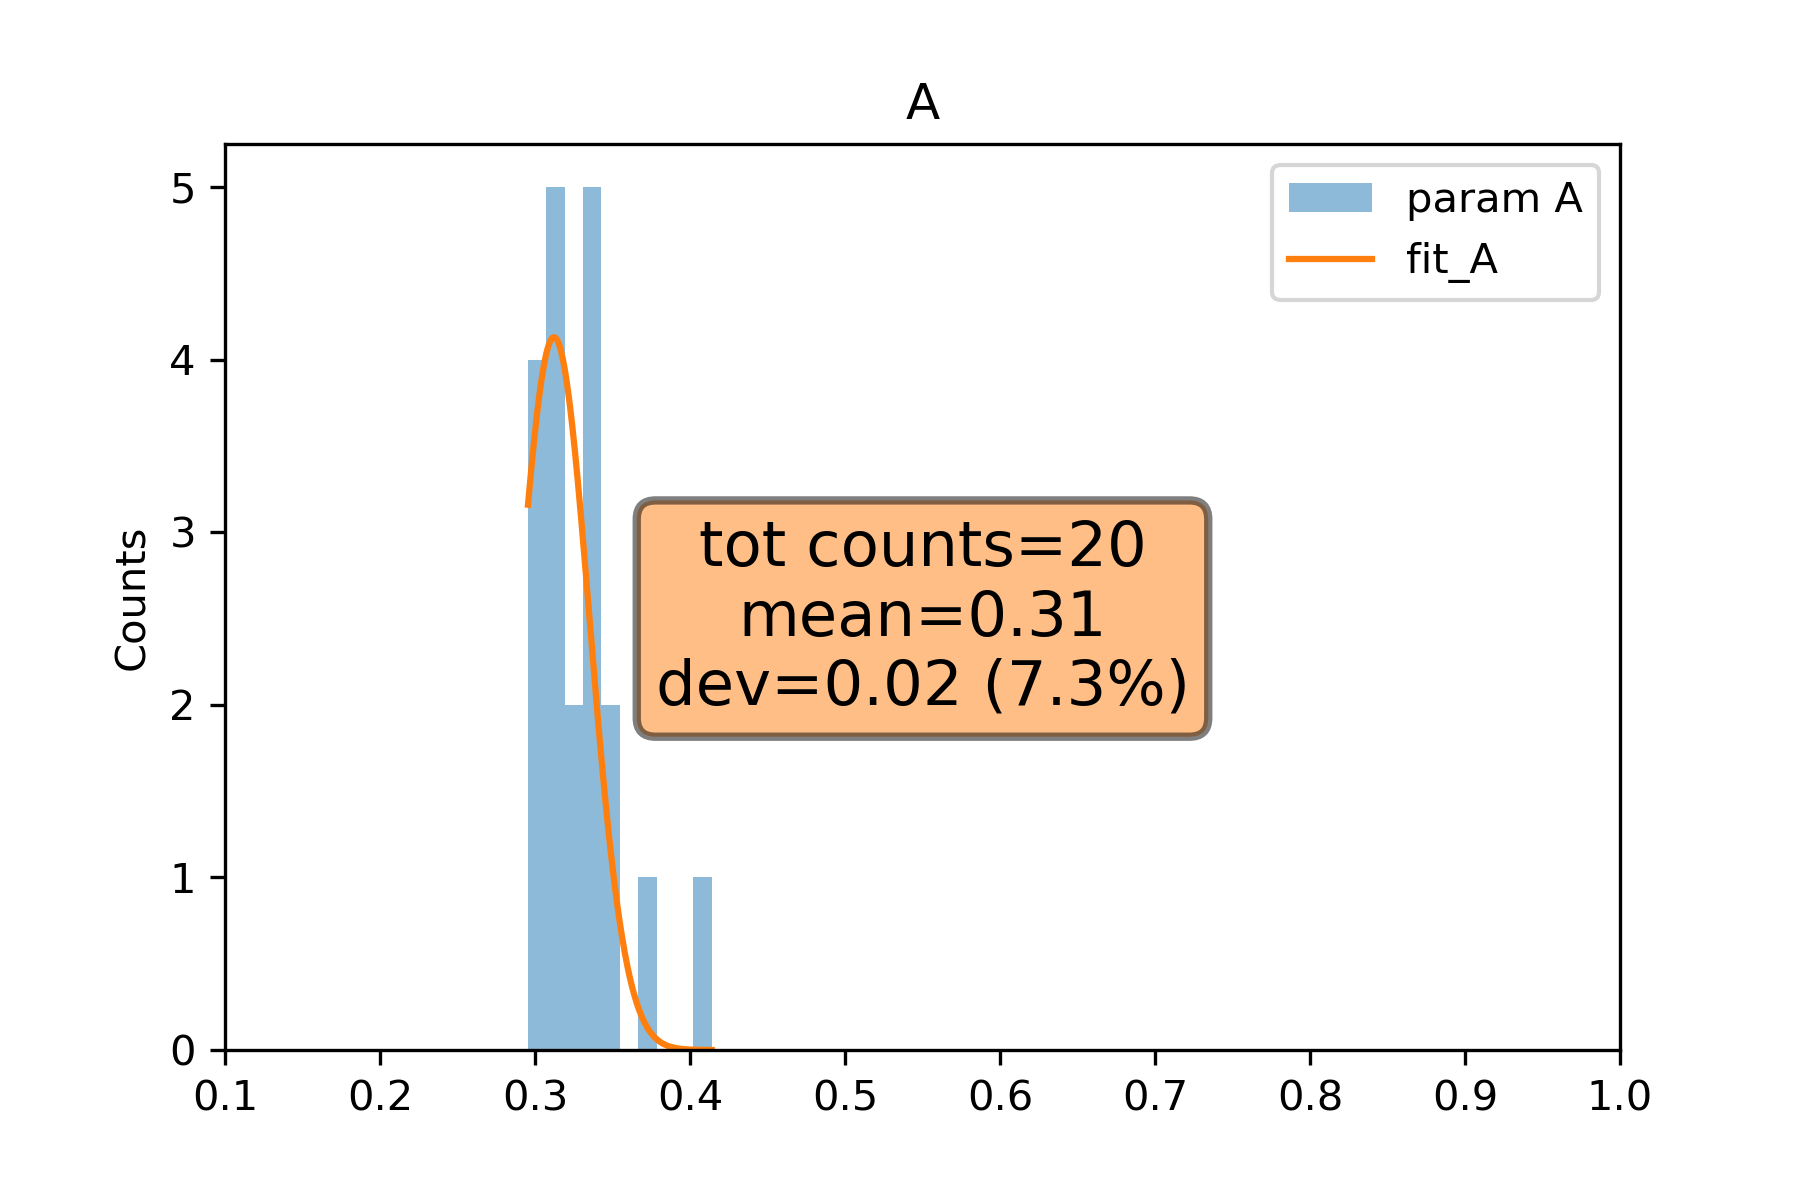 A
param A
fit_A
5
4
3
2
1
0
Counts
tot counts=20
mean=0.31
dev=0.02 (7.3%)
0.1 0.2 0.3 0.4 0.5 0.6 0.7 0.8 0.9 1.0